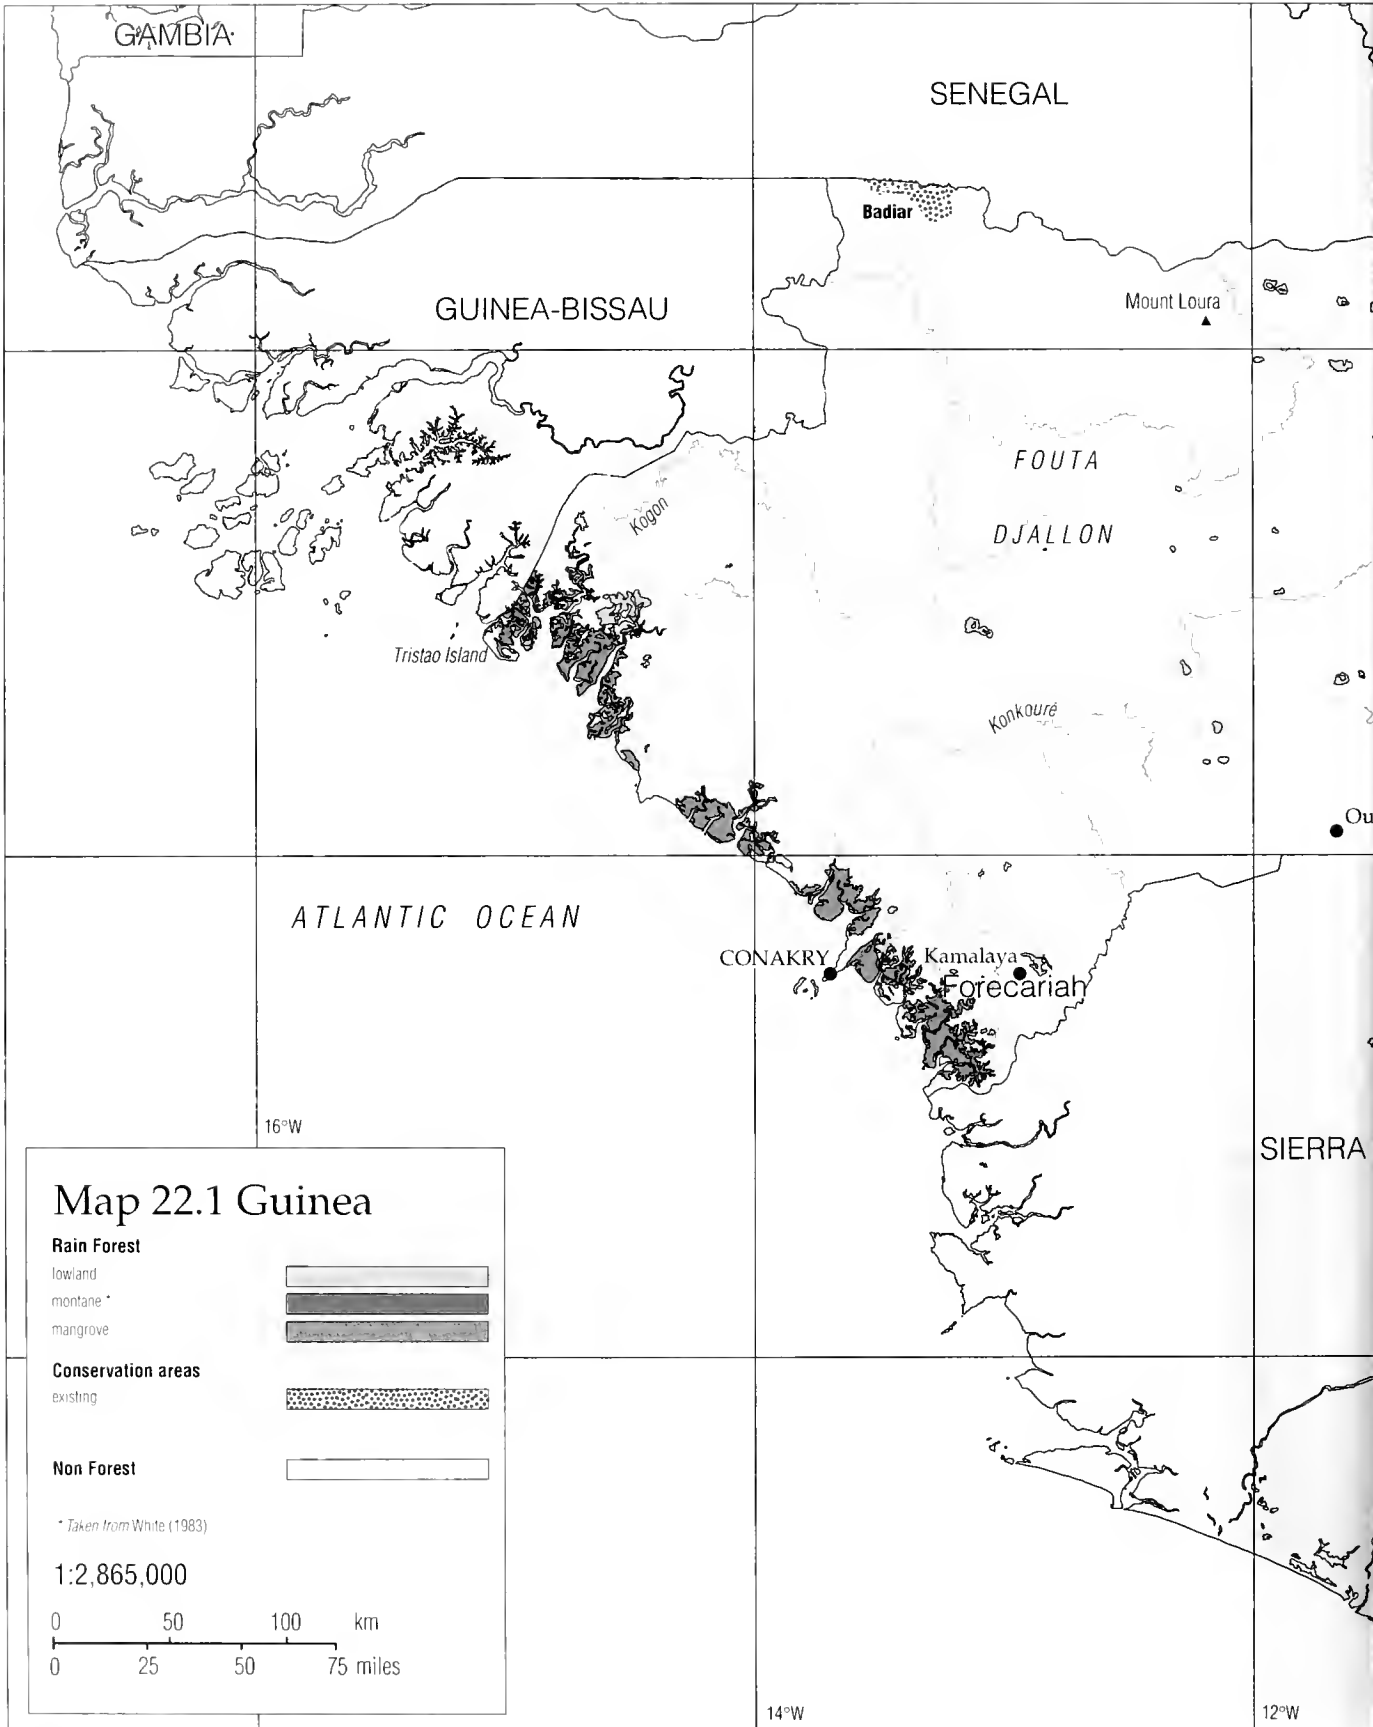 GAMBIA
SENEGAL
Badiar
Mount Loura
GUINEA-BISSAU
FOUTA
DJALLON
Kogon
Tristao Island
Konkouré
Ou
ATLANTIC OCEAN
CONAKRY
Kamalaya
Forecariah
16°W
SIERRA
Map 22.1 Guinea
Rain Forest
lowland
montane *
mangrove
Conservation areas
existing
Non Forest
* Taken from White (1983)
1:2,865,000
0 50 100 km
0 25 50 75 miles
14°W
12°W